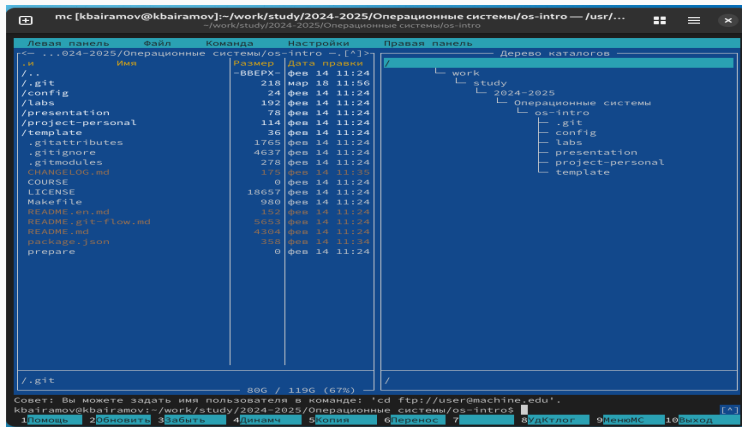 mc [kbairamov@kbairamov]:~/work/study/2024-2025/Операционные системы/os-intro — /usr/...
~/work/study/2024-2025/Операционные системы/os-intro
Левая панель Файл Команда Настройки Правая панель
<— ...024-2025/Операционные системы/os-intro —.[^]>
.и Имя Размер Дата правки
/.. -ВВЕРХ- фев 14 11:24
/.git 218 мар 18 11:56
/config 24 фев 14 11:24
/labs 192 фев 14 11:24
/presentation 78 фев 14 11:24
/project-personal 114 фев 14 11:24
/template 36 фев 14 11:24
.gitattributes 1765 фев 14 11:24
.gitignore 4637 фев 14 11:24
.gitmodules 278 фев 14 11:24
CHANGELOG.md 175 фев 14 11:35
COURSE 0 фев 14 11:24
LICENSE 18657 фев 14 11:24
Makefile 980 фев 14 11:24
README.en.md 152 фев 14 11:24
README.git-flow.md 5653 фев 14 11:24
README.md 4304 фев 14 11:24
package.json 358 фев 14 11:34
prepare 0 фев 14 11:24
/.git
80G / 119G (67%)
Дерево каталогов
/
work
study
2024-2025
Операционные системы
os-intro
.git
config
labs
presentation
project-personal
template
/
Совет: Вы можете задать имя пользователя в команде: 'cd ftp://user@machine.edu'.
kbairamov@kbairamov:~/work/study/2024-2025/Операционные системы/os-intro$ [^]
1Помощь 2Обновить 3Забыть 4Динамч 5Копия 6Перенос 7 8УдКтлог 9МенюMC 10Выход